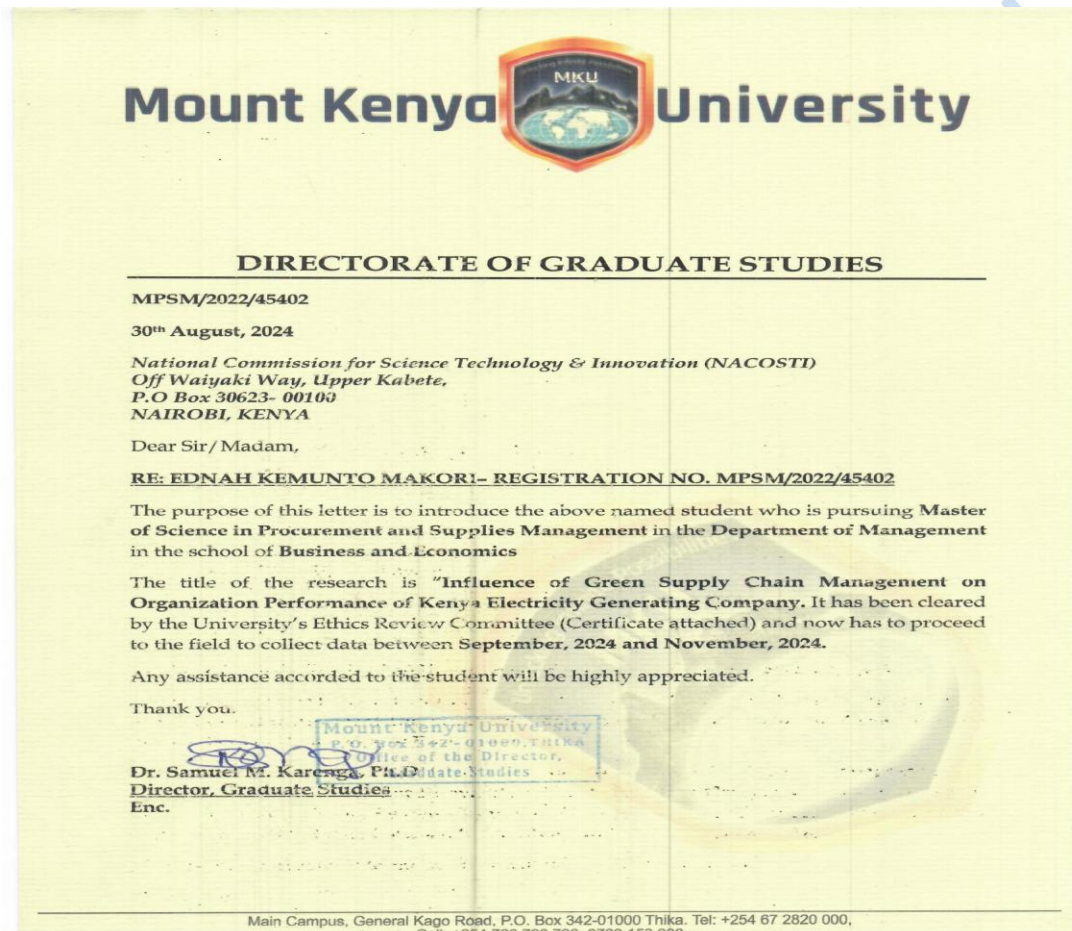 Mount Kenya University
MKU
DIRECTORATE OF GRADUATE STUDIES
MPSM/2022/45402
30th August, 2024
National Commission for Science Technology & Innovation (NACOSTI)
Off Waiyaki Way, Upper Kabete,
P.O Box 30623- 00100
NAIROBI, KENYA
Dear Sir/Madam,
RE: EDNAH KEMUNTO MAKORI– REGISTRATION NO. MPSM/2022/45402
The purpose of this letter is to introduce the above named student who is pursuing Master
of Science in Procurement and Supplies Management in the Department of Management
in the school of Business and Economics
The title of the research is "Influence of Green Supply Chain Management on
Organization Performance of Kenya Electricity Generating Company. It has been cleared
by the University's Ethics Review Committee (Certificate attached) and now has to proceed
to the field to collect data between September, 2024 and November, 2024.
Any assistance accorded to the student will be highly appreciated.
Thank you.
Mount Kenya University
P.O. Box 342-01000, THIKA
Office of the Director,
Graduate Studies
Dr. Samuel M. Karenga, Ph.D
Director, Graduate Studies
Enc.
Main Campus, General Kago Road, P.O. Box 342-01000 Thika. Tel: +254 67 2820 000,